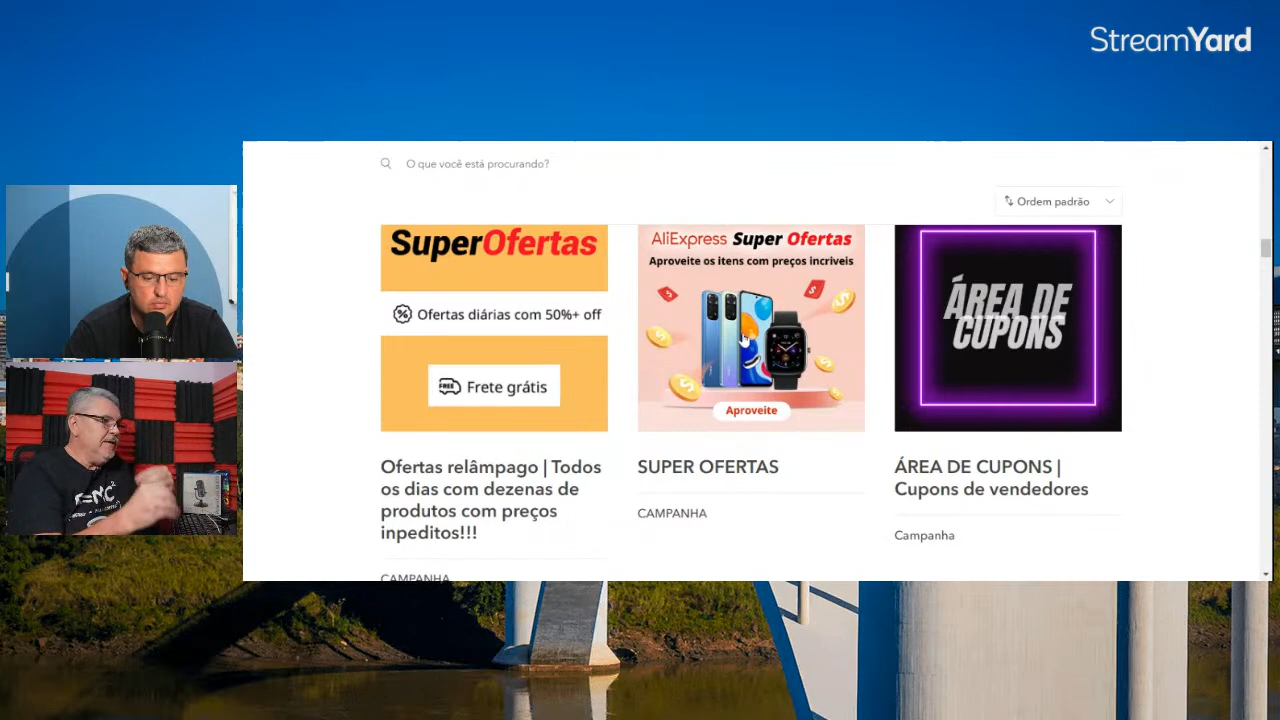 StreamYard
O que você está procurando?
Ordem padrão
SuperOfertas
Ofertas diárias com 50%+ off
FREE Frete grátis
Ofertas relâmpago | Todos
os dias com dezenas de
produtos com preços
inpeditos!!!
CAMPANHA
AliExpress Super Ofertas
Aproveite os itens com preços incriveis
Aproveite
SUPER OFERTAS
CAMPANHA
ÁREA DE
CUPONS
ÁREA DE CUPONS |
Cupons de vendedores
Campanha
E=MC²